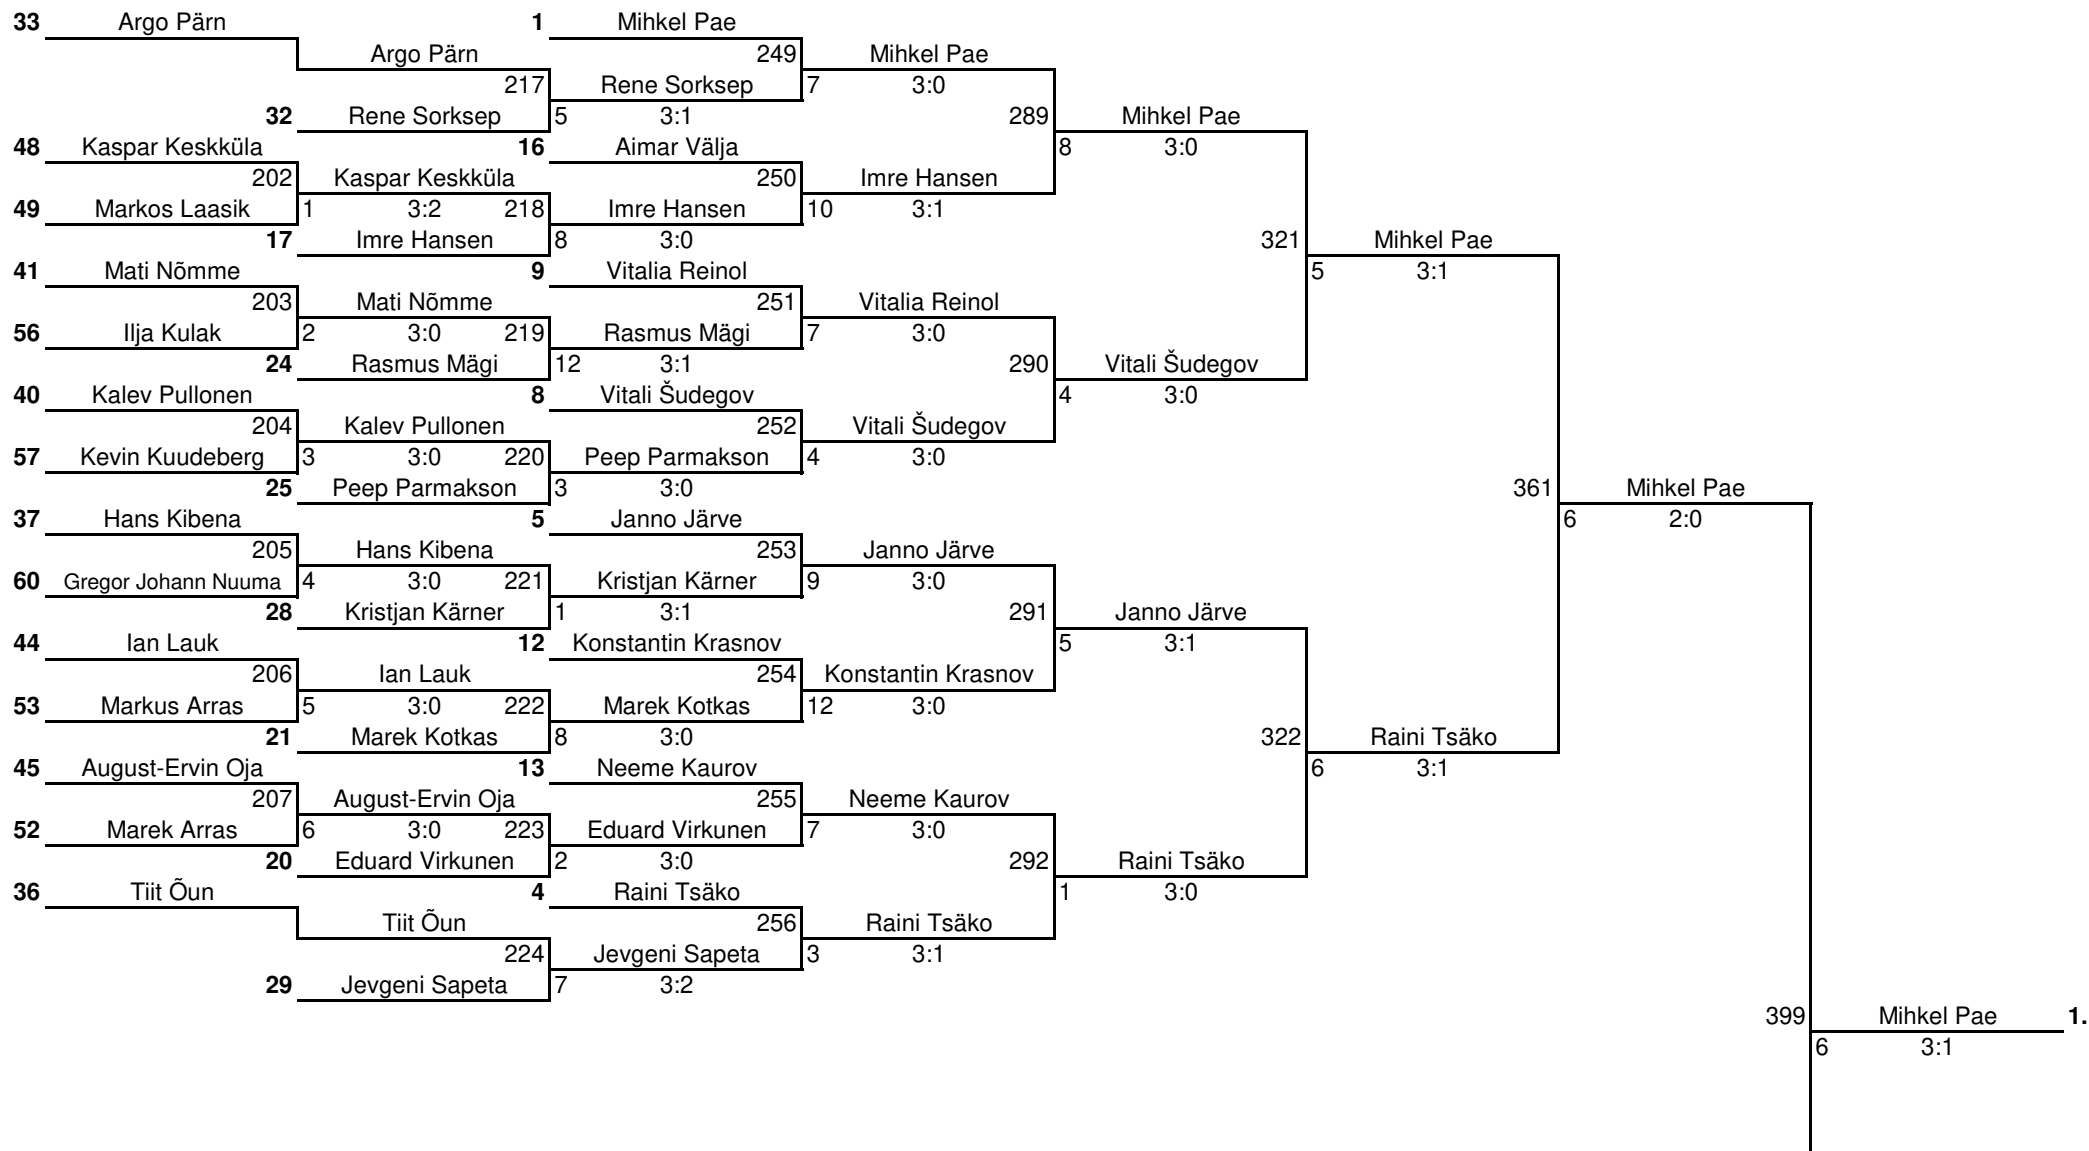 33 Argo Pärn 1 Mihkel Pae
Argo Pärn 249 Mihkel Pae
217 Rene Sorksep 7 3:0
32 Rene Sorksep 5 3:1 289 Mihkel Pae
48 Kaspar Keskküla 16 Aimar Välja 8 3:0
202 Kaspar Keskküla 250 Imre Hansen
49 Markos Laasik 1 3:2 218 Imre Hansen 10 3:1
17 Imre Hansen 8 3:0 321 Mihkel Pae
41 Mati Nõmme 9 Vitalia Reinol 5 3:1
203 Mati Nõmme 251 Vitalia Reinol
56 Ilja Kulak 2 3:0 219 Rasmus Mägi 7 3:0
24 Rasmus Mägi 12 3:1 290 Vitali Šudegov
40 Kalev Pullonen 8 Vitali Šudegov 4 3:0
204 Kalev Pullonen 252 Vitali Šudegov
57 Kevin Kuudeberg 3 3:0 220 Peep Parmakson 4 3:0
25 Peep Parmakson 3 3:0 361 Mihkel Pae
37 Hans Kibena 5 Janno Järve 6 2:0
205 Hans Kibena 253 Janno Järve
60 Gregor Johann Nuuma 4 3:0 221 Kristjan Kärner 9 3:0
28 Kristjan Kärner 1 3:1 291 Janno Järve
44 Ian Lauk 12 Konstantin Krasnov 5 3:1
206 Ian Lauk 254 Konstantin Krasnov
53 Markus Arras 5 3:0 222 Marek Kotkas 12 3:0
21 Marek Kotkas 8 3:0 322 Raini Tsäko
45 August-Ervin Oja 13 Neeme Kaurov 6 3:1
207 August-Ervin Oja 255 Neeme Kaurov
52 Marek Arras 6 3:0 223 Eduard Virkunen 7 3:0
20 Eduard Virkunen 2 3:0 292 Raini Tsäko
36 Tiit Õun 4 Raini Tsäko 1 3:0
Tiit Õun 256 Raini Tsäko
224 Jevgeni Sapeta 3 3:1
29 Jevgeni Sapeta 7 3:2
399 Mihkel Pae 1.
6 3:1